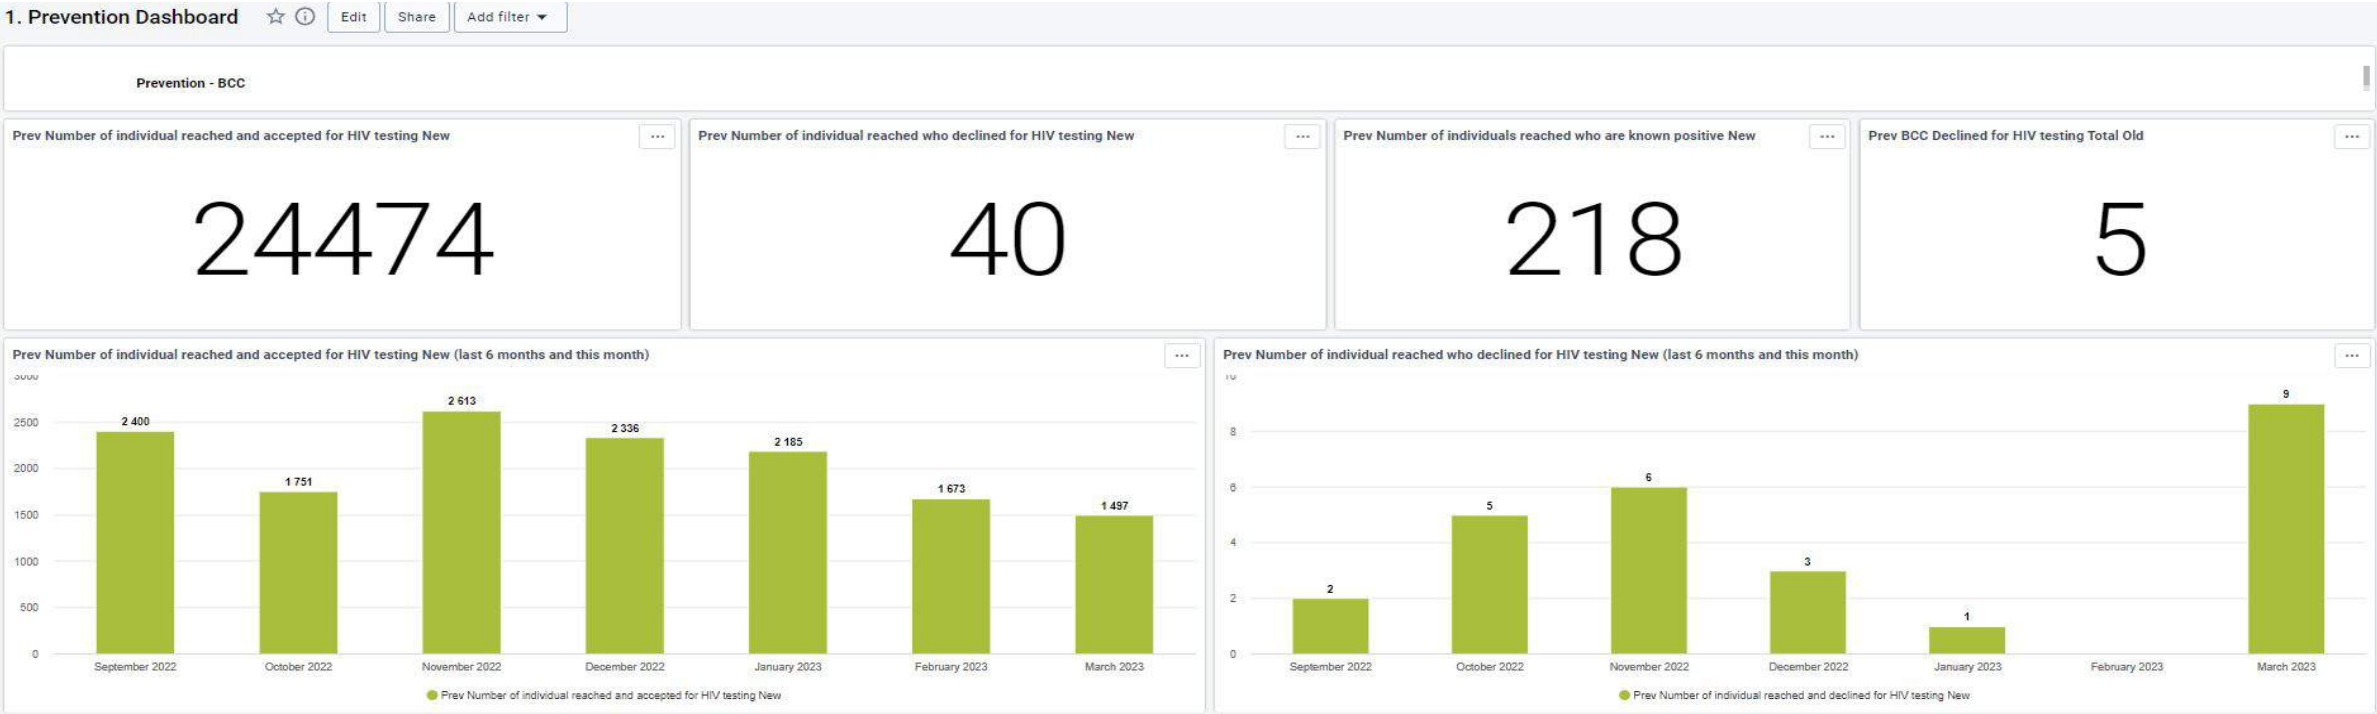 1. Prevention Dashboard
Edit
Share
Add filter
Prevention - BCC
Prev Number of individual reached and accepted for HIV testing New
...
24474
Prev Number of individual reached who declined for HIV testing New
...
40
Prev Number of individuals reached who are known positive New
...
218
Prev BCC Declined for HIV testing Total Old
...
5
Prev Number of individual reached and accepted for HIV testing New (last 6 months and this month)
...
3000
2500
2000
1500
1000
500
0
2 400
1 751
2 613
2 336
2 185
1 673
1 497
September 2022
October 2022
November 2022
December 2022
January 2023
February 2023
March 2023
Prev Number of individual reached and accepted for HIV testing New
Prev Number of individual reached who declined for HIV testing New (last 6 months and this month)
...
10
8
6
4
2
0
2
5
6
3
1
9
September 2022
October 2022
November 2022
December 2022
January 2023
February 2023
March 2023
Prev Number of individual reached and declined for HIV testing New